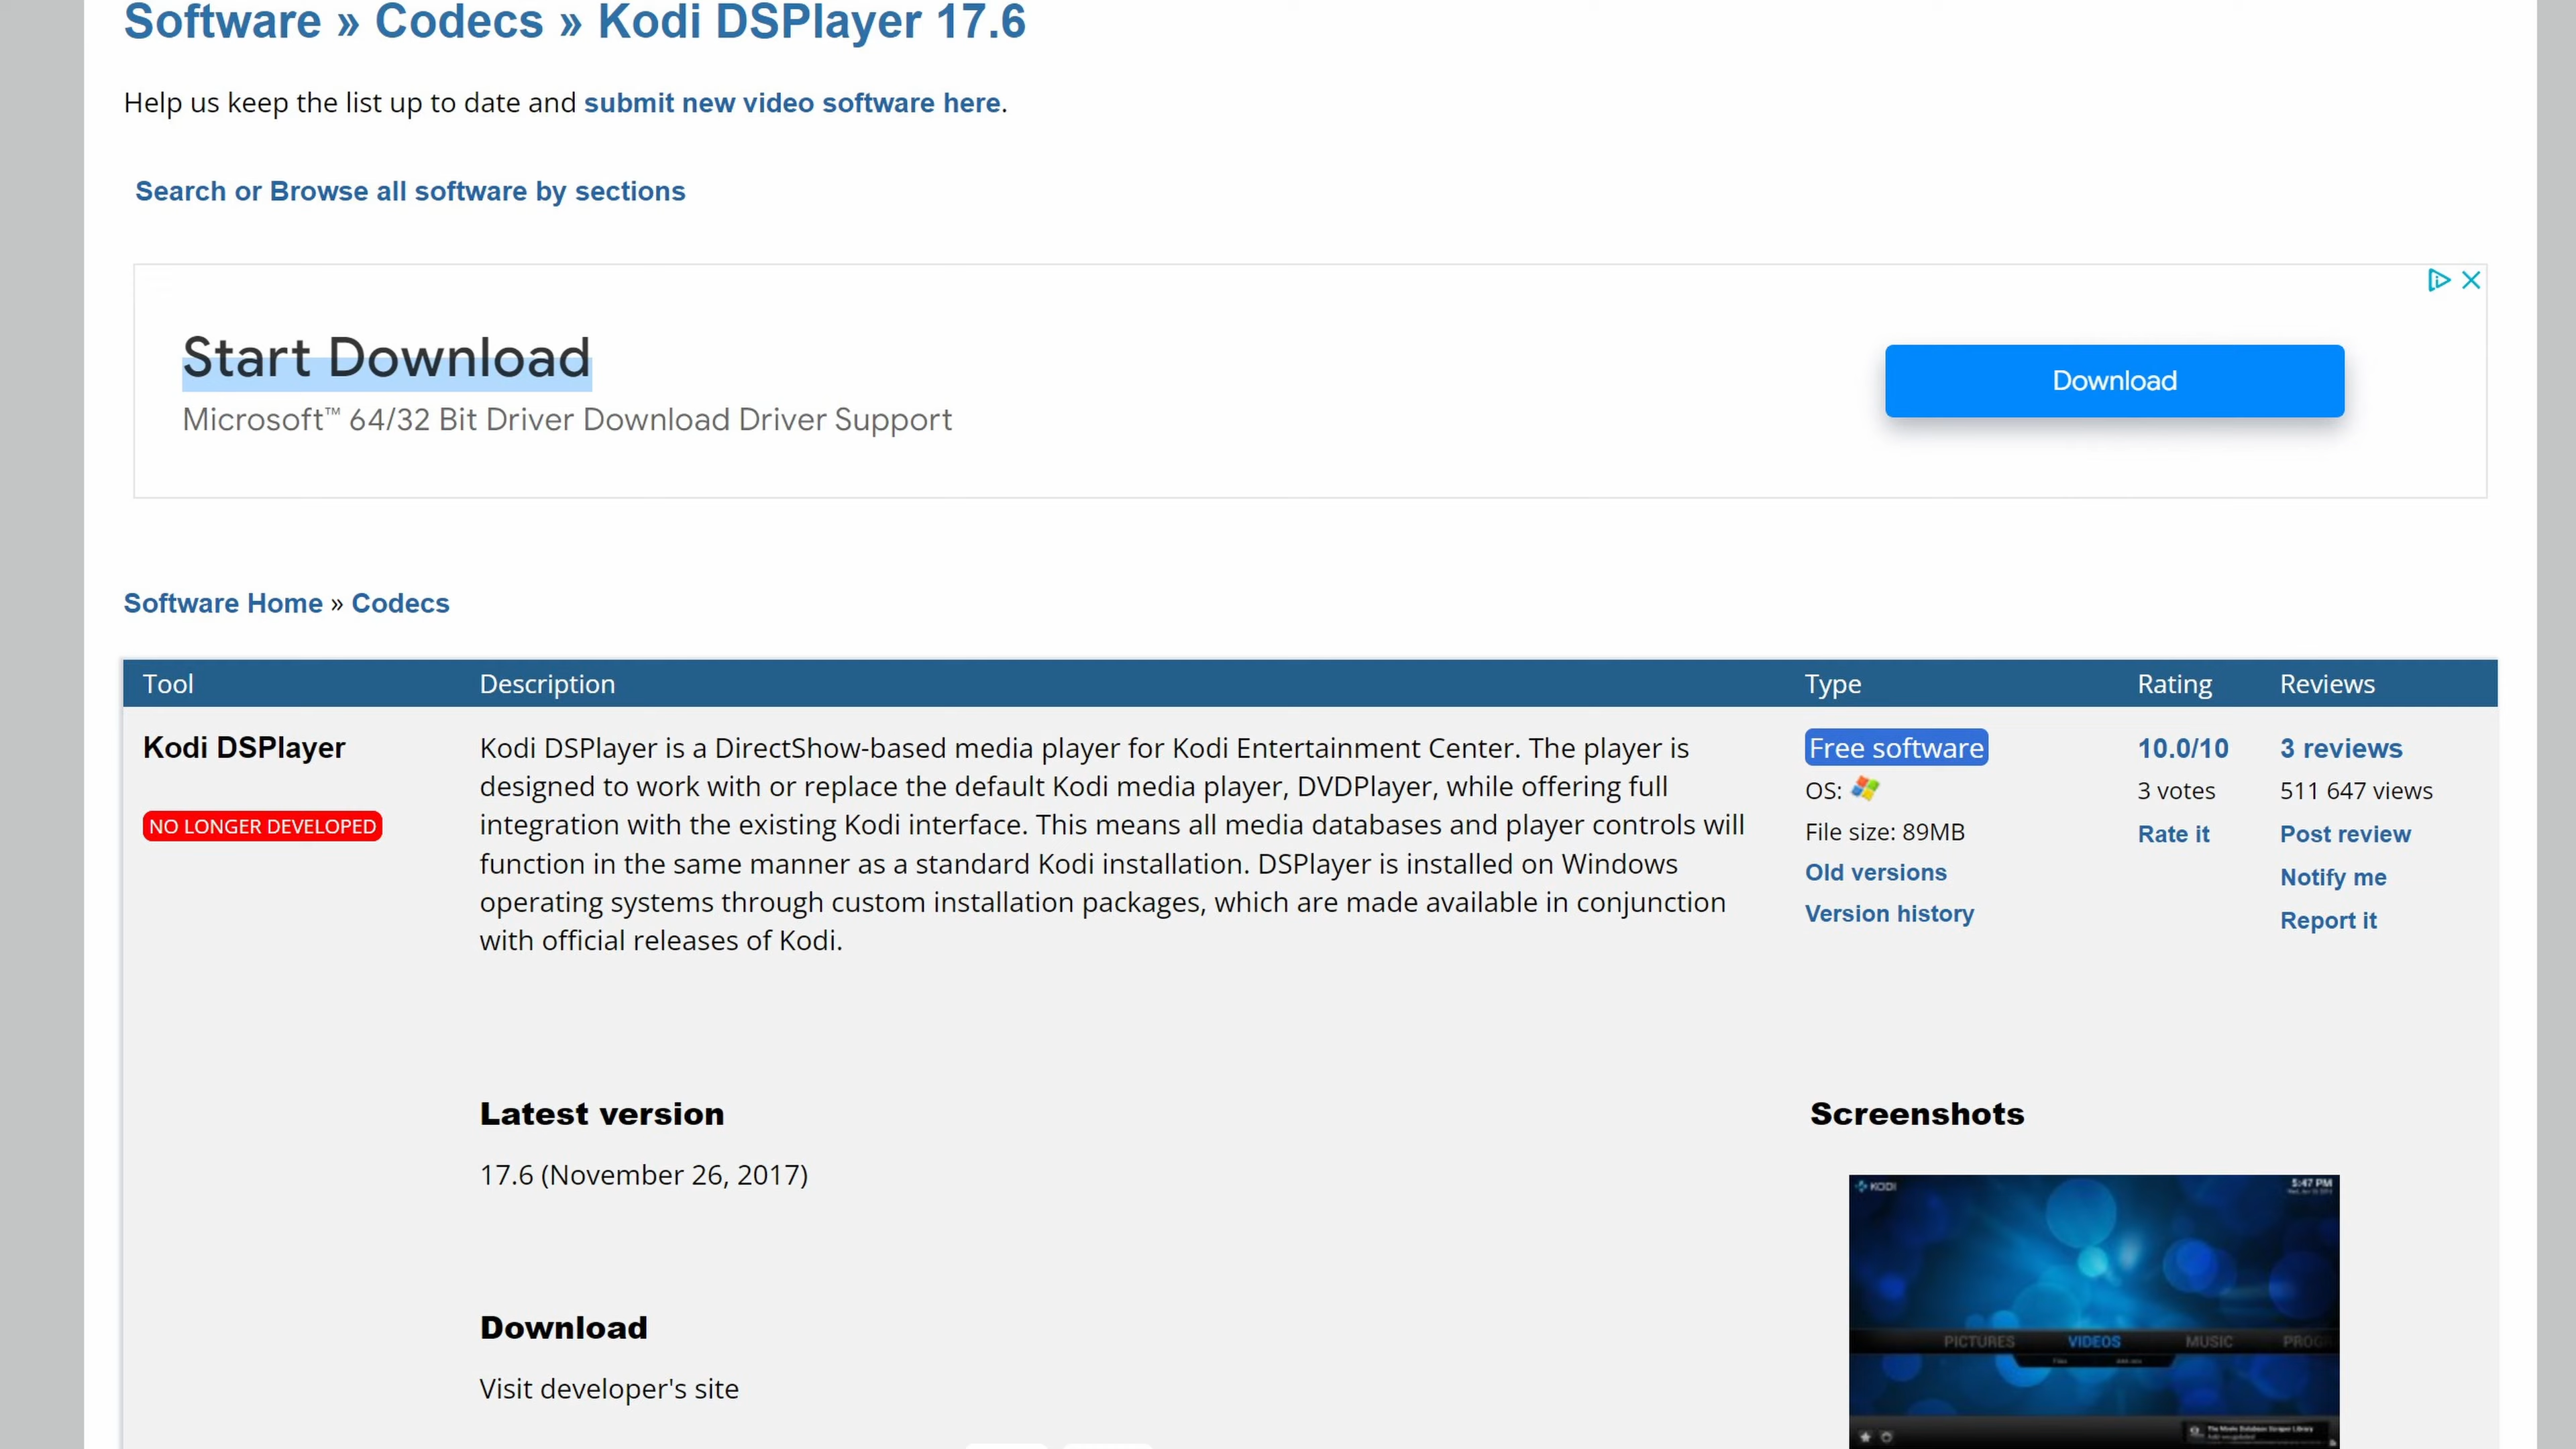 Software » Codecs » Kodi DSPlayer 17.6
Help us keep the list up to date and submit new video software here.
Search or Browse all software by sections
Start Download
Microsoft™ 64/32 Bit Driver Download Driver Support
Download
Software Home » Codecs
Tool Description Type Rating Reviews
Kodi DSPlayer
NO LONGER DEVELOPED
Kodi DSPlayer is a DirectShow-based media player for Kodi Entertainment Center. The player is
designed to work with or replace the default Kodi media player, DVDPlayer, while offering full
integration with the existing Kodi interface. This means all media databases and player controls will
function in the same manner as a standard Kodi installation. DSPlayer is installed on Windows
operating systems through custom installation packages, which are made available in conjunction
with official releases of Kodi.
Free software
OS:
File size: 89MB
Old versions
Version history
10.0/10
3 votes
Rate it
3 reviews
511 647 views
Post review
Notify me
Report it
Latest version
17.6 (November 26, 2017)
Download
Visit developer's site
Screenshots
KODI
5:47 PM
PICTURES VIDEOS MUSIC PROGR